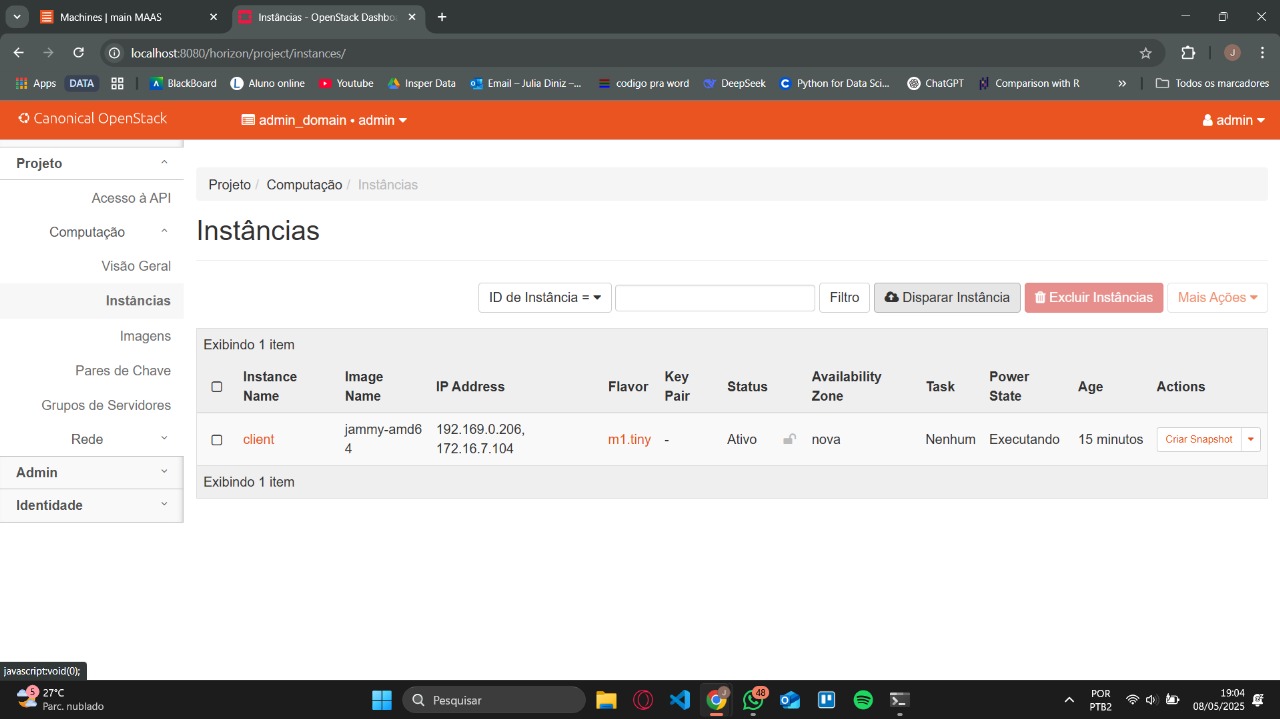 Machines | main MAAS
Instâncias - OpenStack Dashbo
localhost:8080/horizon/project/instances/
J
Apps DATA BlackBoard Aluno online Youtube Insper Data Email – Julia Diniz –... codigo pra word DeepSeek Python for Data Sci... ChatGPT Comparison with R » Todos os marcadores
Canonical OpenStack admin_domain • admin admin
Projeto
Acesso à API
Computação
Visão Geral
Instâncias
Imagens
Pares de Chave
Grupos de Servidores
Rede
Admin
Identidade
Projeto / Computação / Instâncias
Instâncias
ID de Instância = Filtro Disparar Instância Excluir Instâncias Mais Ações
Exibindo 1 item
Instance Name Image Name IP Address Flavor Key Pair Status Availability Zone Task Power State Age Actions
client jammy-amd64 192.169.0.206, 172.16.7.104 m1.tiny - Ativo nova Nenhum Executando 15 minutos Criar Snapshot
Exibindo 1 item
javascript:void(0);
5
27°C
Parc. nublado
Pesquisar
48
POR
PTB2
19:04
08/05/2025